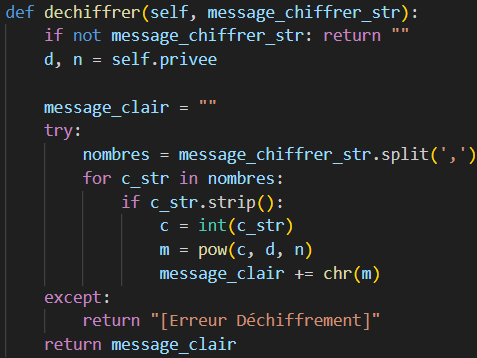 def dechiffrer(self, message_chiffrer_str):
    if not message_chiffrer_str: return ""
    d, n = self.privee

    message_clair = ""
    try:
        nombres = message_chiffrer_str.split(',')
        for c_str in nombres:
            if c_str.strip():
                c = int(c_str)
                m = pow(c, d, n)
                message_clair += chr(m)
    except:
        return "[Erreur Déchiffrement]"
    return message_clair